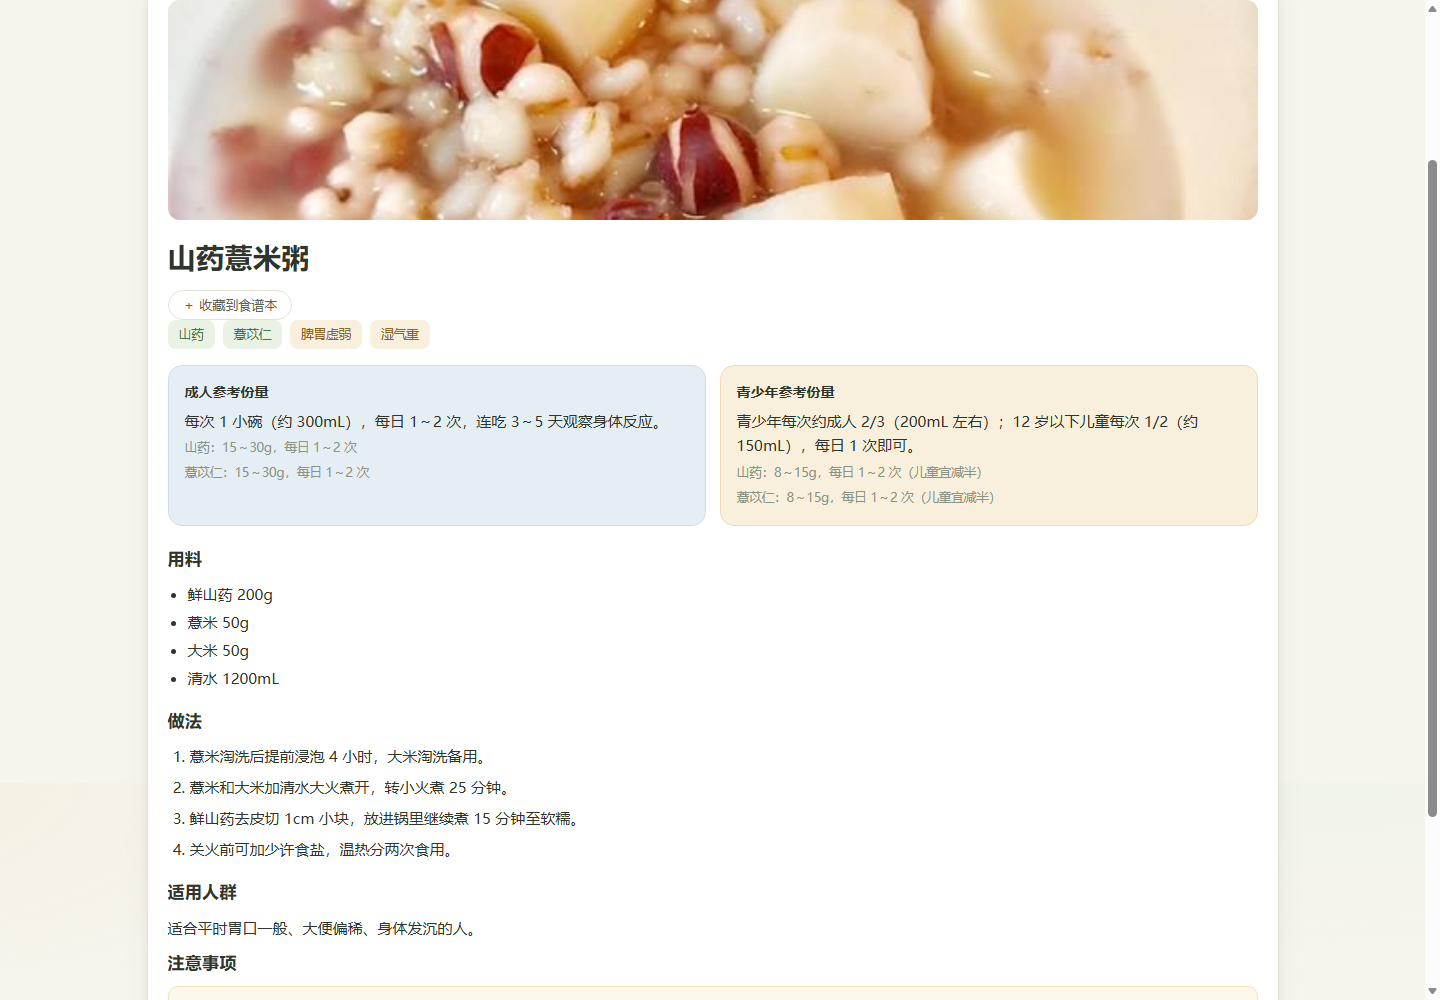 山药薏米粥
+ 收藏到食谱本
山药 薏苡仁 脾胃虚弱 湿气重
成人参考份量
每次 1 小碗（约 300mL），每日 1～2 次，连吃 3～5 天观察身体反应。
山药：15～30g，每日 1～2 次
薏苡仁：15～30g，每日 1～2 次
青少年参考份量
青少年每次约成人 2/3（200mL 左右）；12 岁以下儿童每次 1/2（约
150mL），每日 1 次即可。
山药：8～15g，每日 1～2 次（儿童宜减半）
薏苡仁：8～15g，每日 1～2 次（儿童宜减半）
用料
• 鲜山药 200g
• 薏米 50g
• 大米 50g
• 清水 1200mL
做法
1. 薏米淘洗后提前浸泡 4 小时，大米淘洗备用。
2. 薏米和大米加清水大火煮开，转小火煮 25 分钟。
3. 鲜山药去皮切 1cm 小块，放进锅里继续煮 15 分钟至软糯。
4. 关火前可加少许食盐，温热分两次食用。
适用人群
适合平时胃口一般、大便偏稀、身体发沉的人。
注意事项